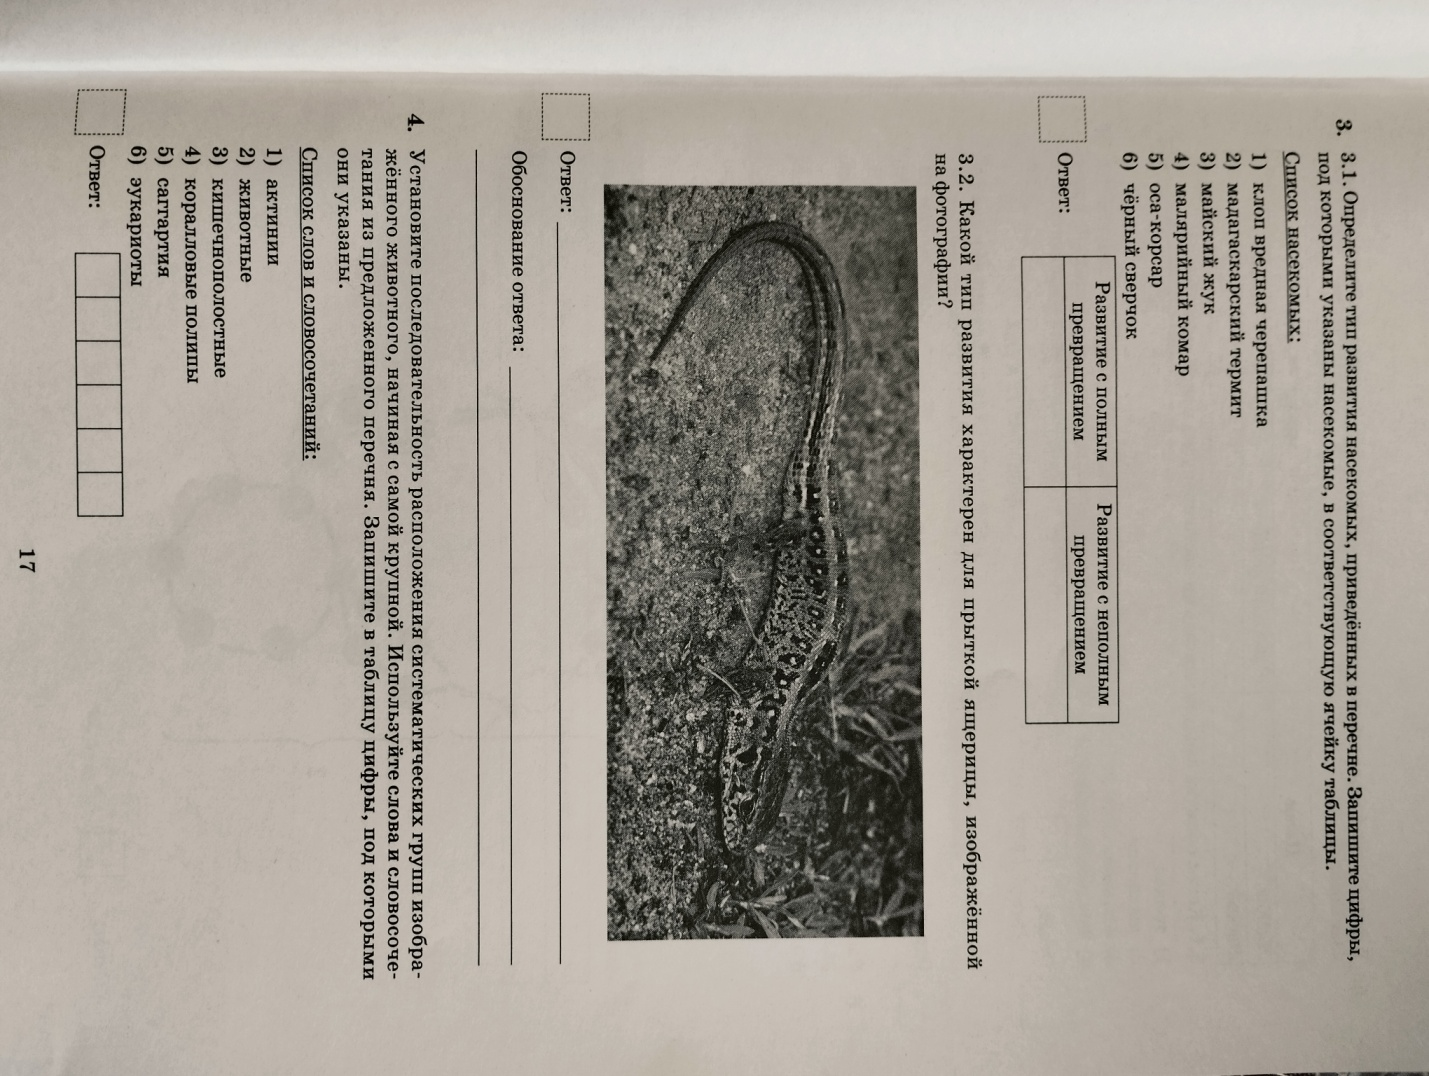 3. 3.1. Определите тип развития насекомых, приведённых в перечне. Запишите цифры,
под которыми указаны насекомые, в соответствующую ячейку таблицы.
Список насекомых:
1) клоп вредная черепашка
2) мадагаскарский термит
3) майский жук
4) малярийный комар
5) оса-корсар
6) чёрный сверчок
Ответ:
Развитие с полным превращением
Развитие с неполным превращением
3.2. Какой тип развития характерен для прыткой ящерицы, изображённой
на фотографии?
Ответ:
Обоснование ответа:
4. Установите последовательность расположения систематических групп изобра-
жённого животного, начиная с самой крупной. Используйте слова и словосоче-
тания из предложенного перечня. Запишите в таблицу цифры, под которыми
они указаны.
Список слов и словосочетаний:
1) актинии
2) животные
3) кишечнополостные
4) коралловые полипы
5) саггартия
6) эукариоты
Ответ:
17